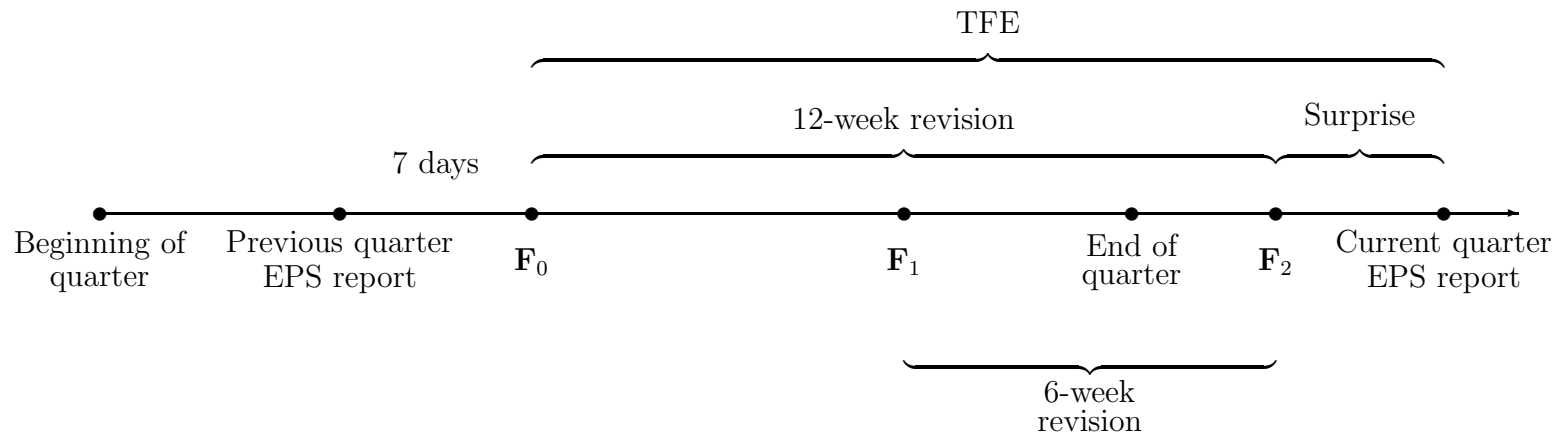 TFE
12-week revision
Surprise
7 days
Beginning of
quarter
Previous quarter
EPS report
F₀
F₁
End of
quarter
F₂
Current quarter
EPS report
6-week
revision